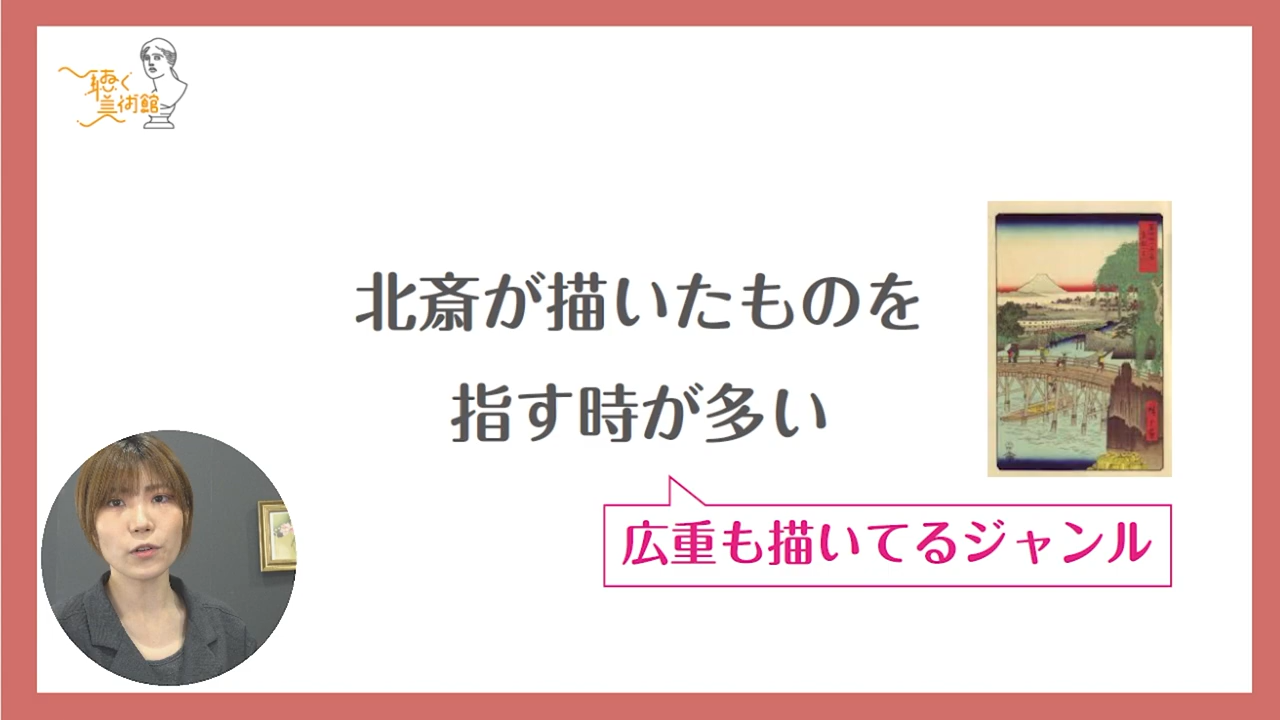 聴く
美術館
北斎が描いたものを
指す時が多い
広重も描いてるジャンル